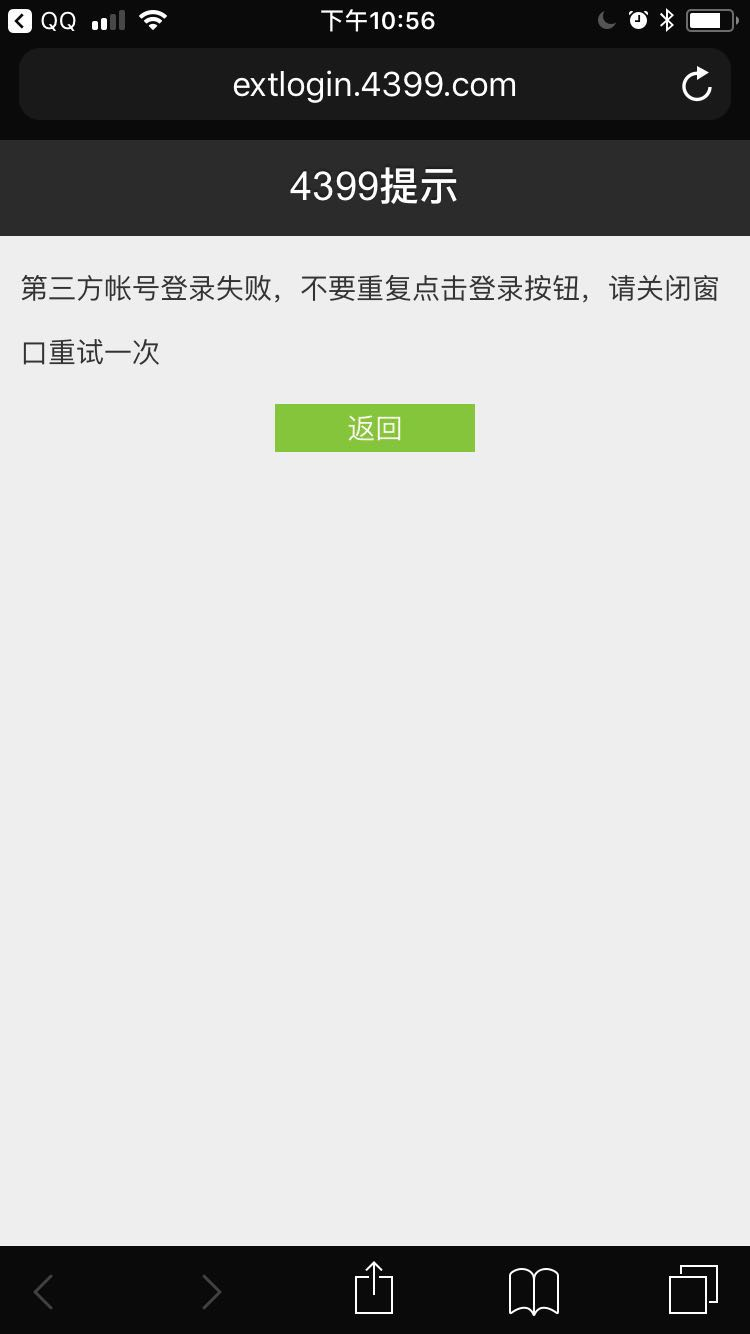 QQ
下午10:56
extlogin.4399.com
4399提示
第三方帐号登录失败，不要重复点击登录按钮，请关闭窗
口重试一次
返回